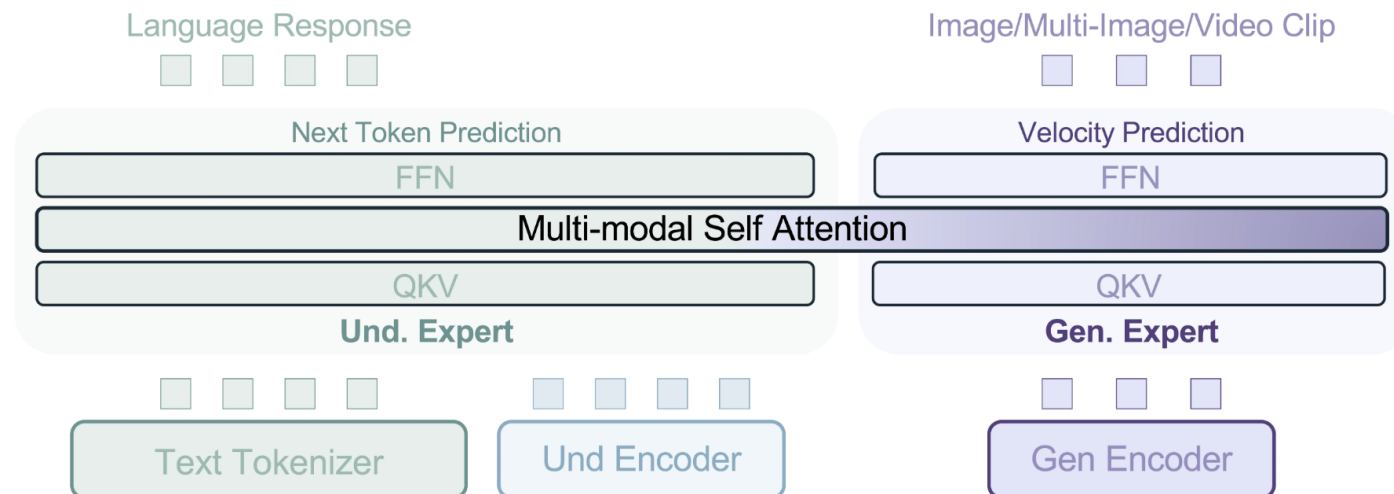 Language Response
Image/Multi-Image/Video Clip
Next Token Prediction
Velocity Prediction
FFN
FFN
Multi-modal Self Attention
QKV
QKV
Und. Expert
Gen. Expert
Text Tokenizer
Und Encoder
Gen Encoder